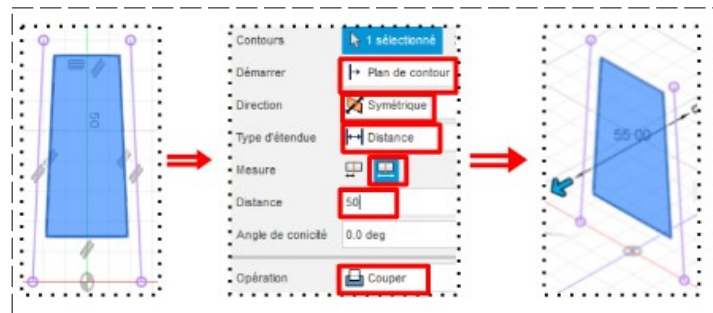 50
Contours 1 sélectionné
Démarrer Plan de contour
Direction Symétrique
Type d'étendue Distance
Mesure
Distance 50
Angle de conicité 0.0 deg
Opération Couper
55.00